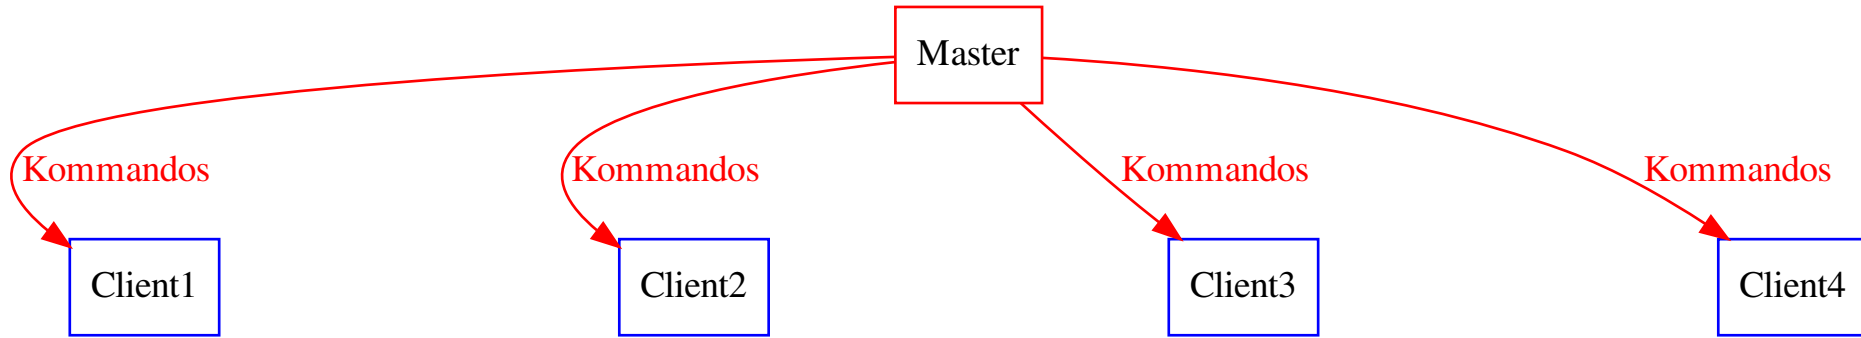 Master
Kommandos
Kommandos
Kommandos
Kommandos
Client1
Client2
Client3
Client4